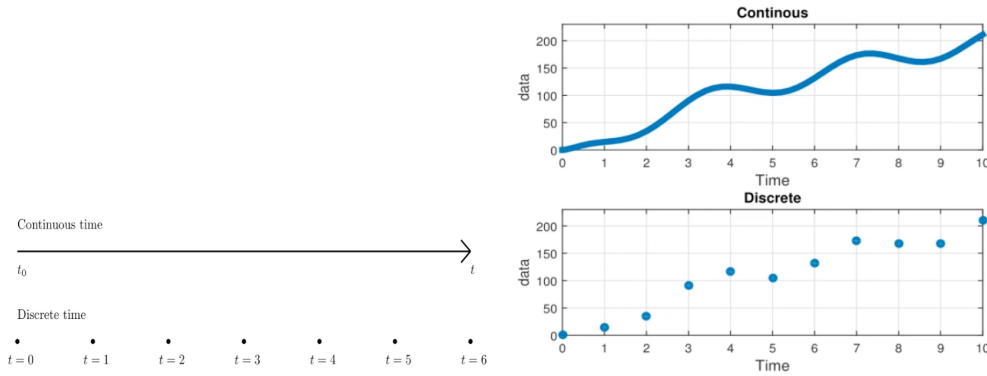 Continuous time
t₀ t
Discrete time
t = 0 t = 1 t = 2 t = 3 t = 4 t = 5 t = 6
Continous
200
150
100
50
0
data
0 1 2 3 4 5 6 7 8 9 10
Time
Discrete
200
150
100
50
0
data
0 1 2 3 4 5 6 7 8 9 10
Time